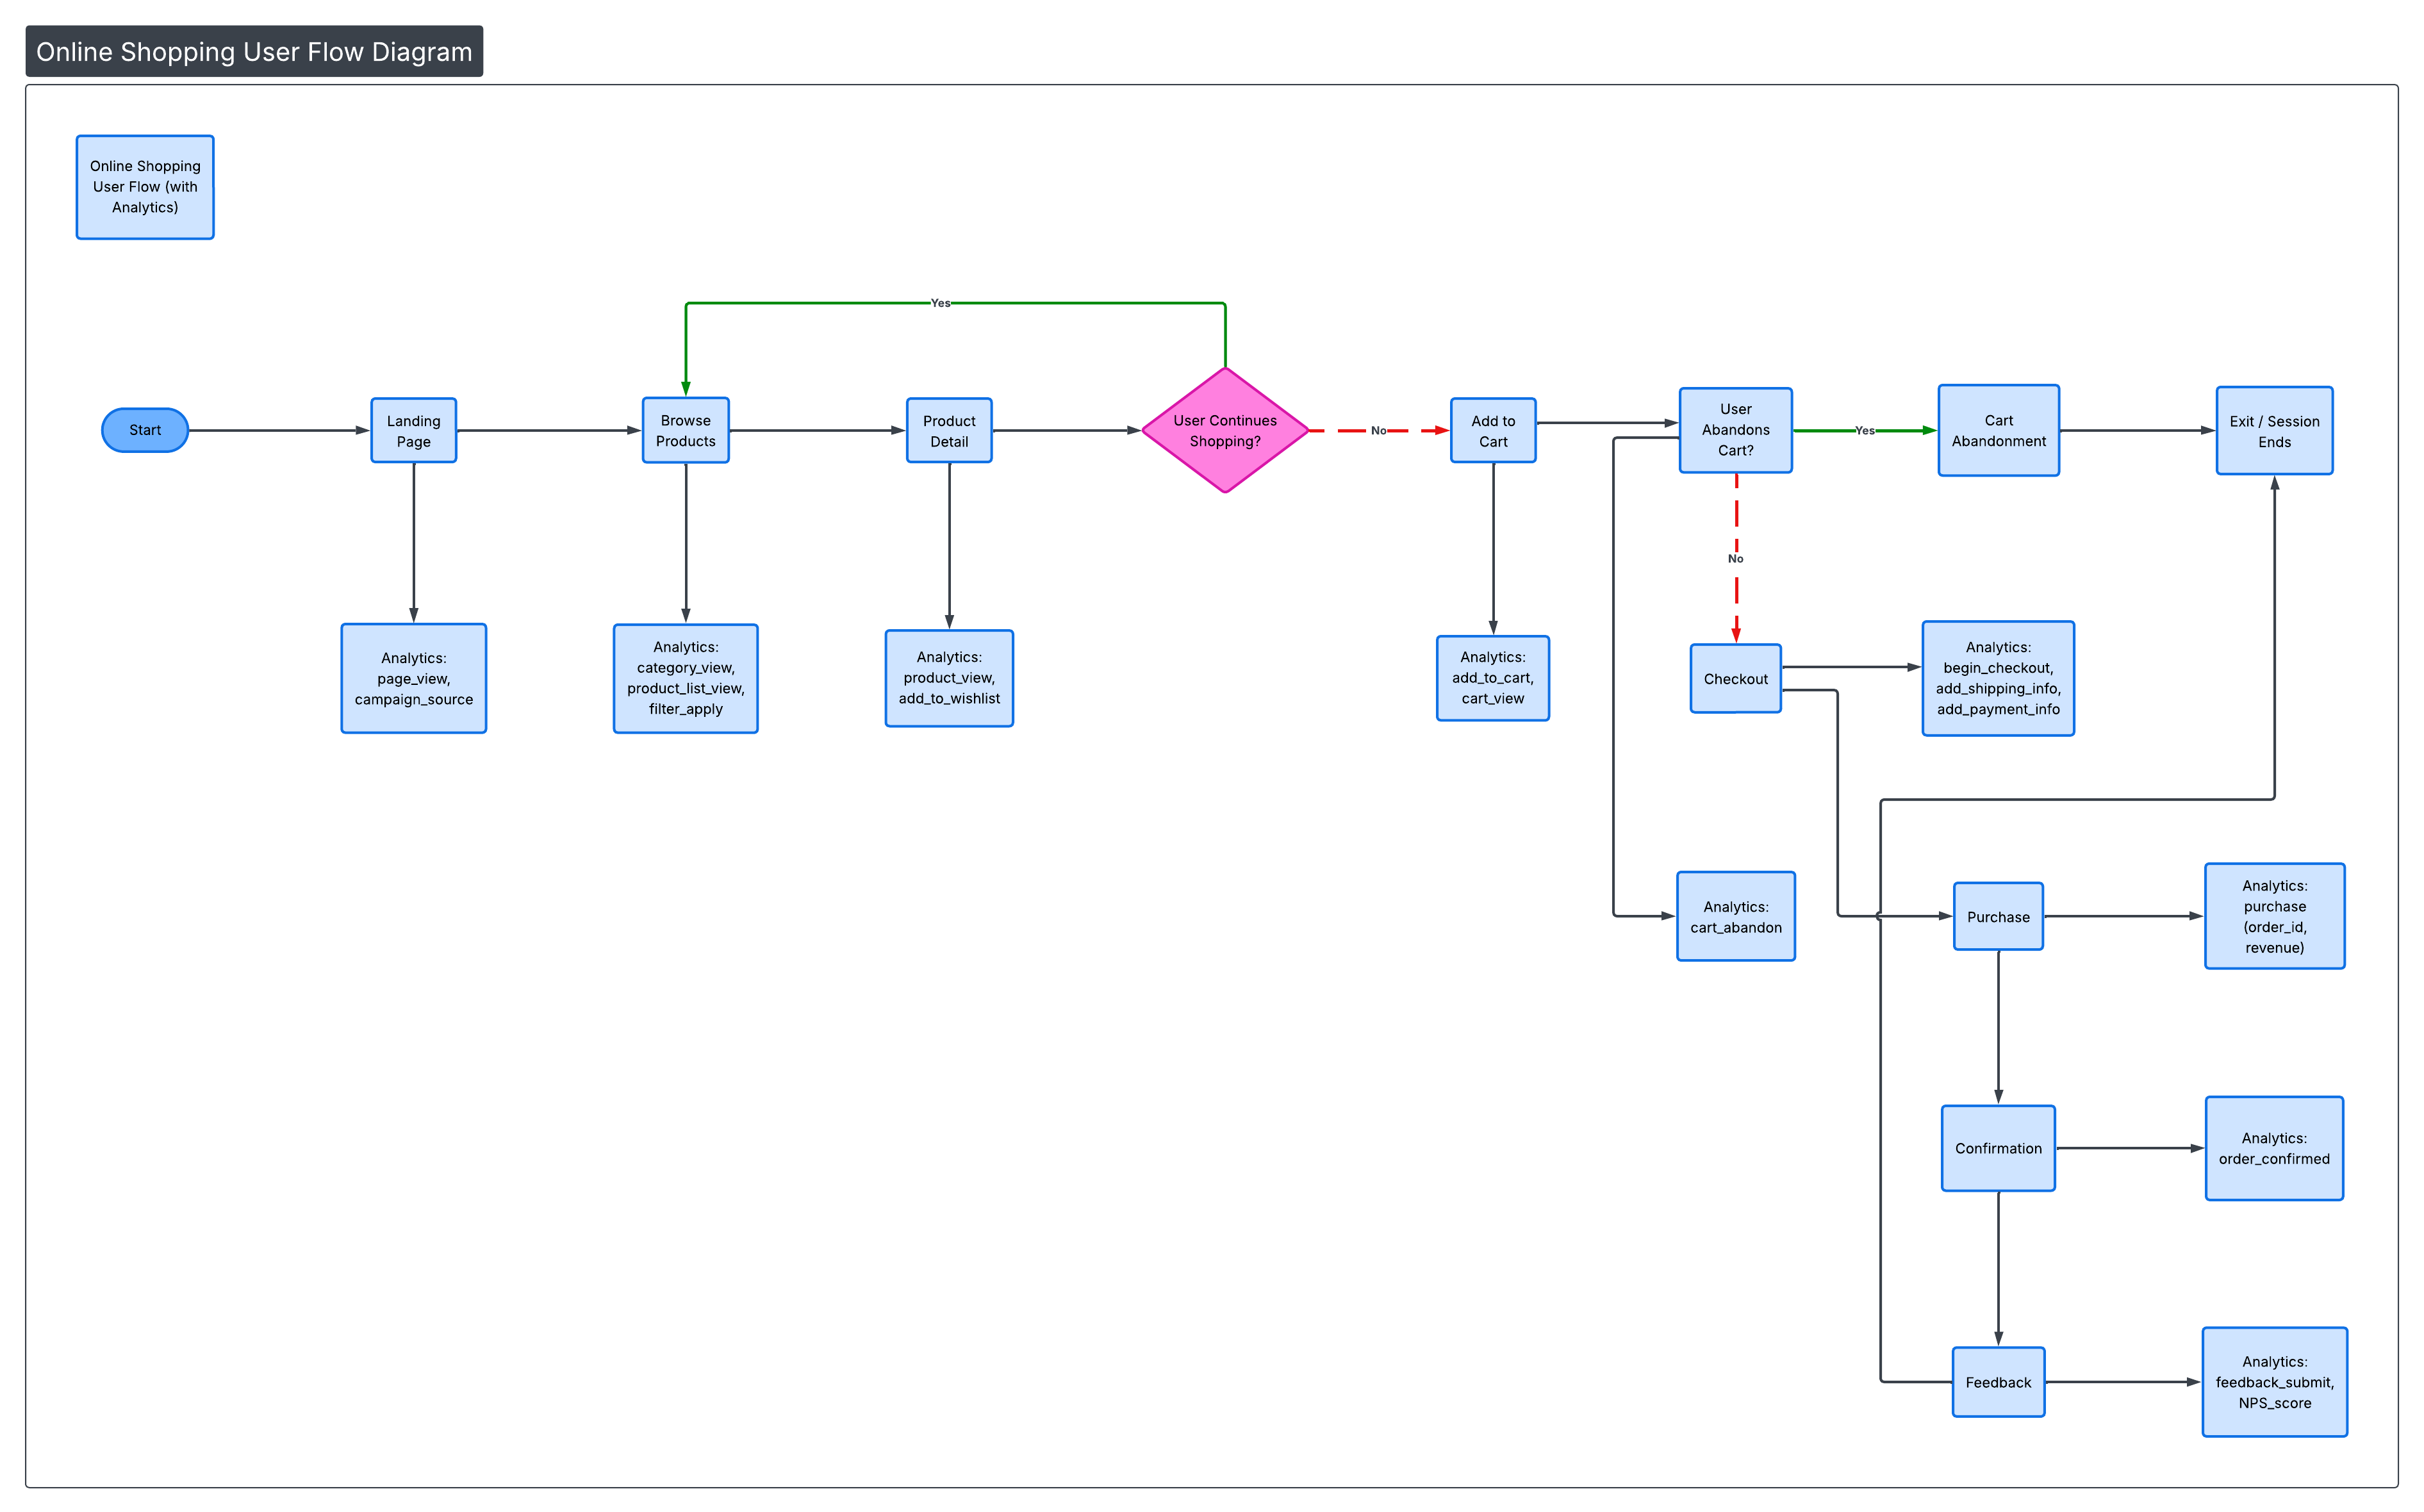 Online Shopping User Flow Diagram
Online Shopping
User Flow (with
Analytics)
Yes
Start
Landing
Page
Browse
Products
Product
Detail
User Continues
Shopping?
No
Add to
Cart
User
Abandons
Cart?
Yes
Cart
Abandonment
Exit / Session
Ends
No
Analytics:
page_view,
campaign_source
Analytics:
category_view,
product_list_view,
filter_apply
Analytics:
product_view,
add_to_wishlist
Analytics:
add_to_cart,
cart_view
Checkout
Analytics:
begin_checkout,
add_shipping_info,
add_payment_info
Analytics:
cart_abandon
Purchase
Analytics:
purchase
(order_id,
revenue)
Confirmation
Analytics:
order_confirmed
Feedback
Analytics:
feedback_submit,
NPS_score